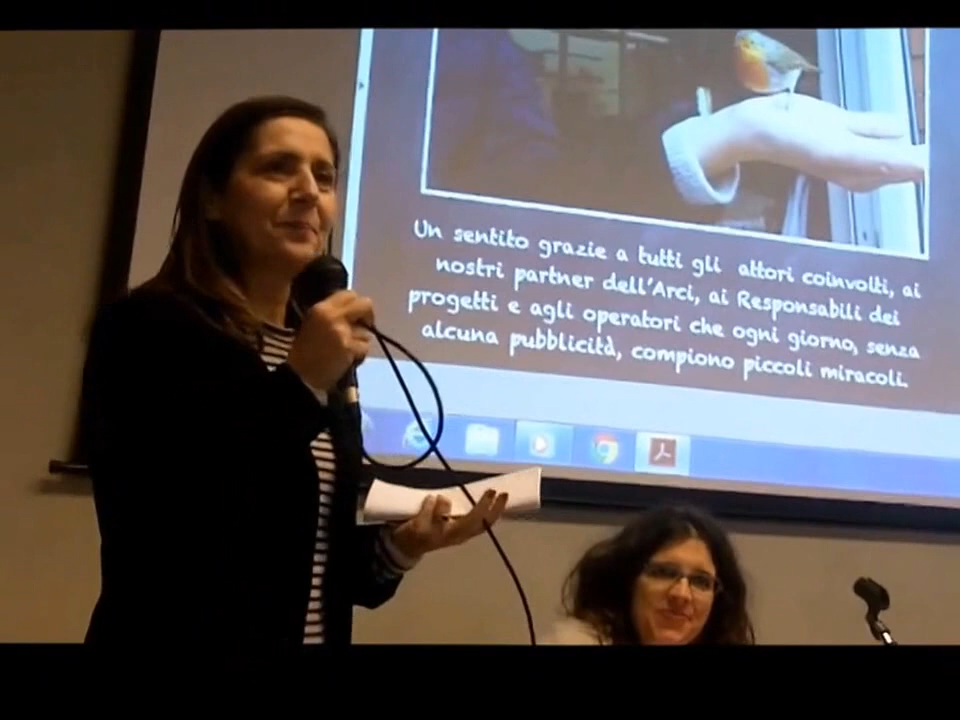 Un sentito grazie a tutti gli attori coinvolti, ai
nostri partner dell'Arci, ai Responsabili dei
progetti e agli operatori che ogni giorno, senza
alcuna pubblicità, compiono piccoli miracoli.